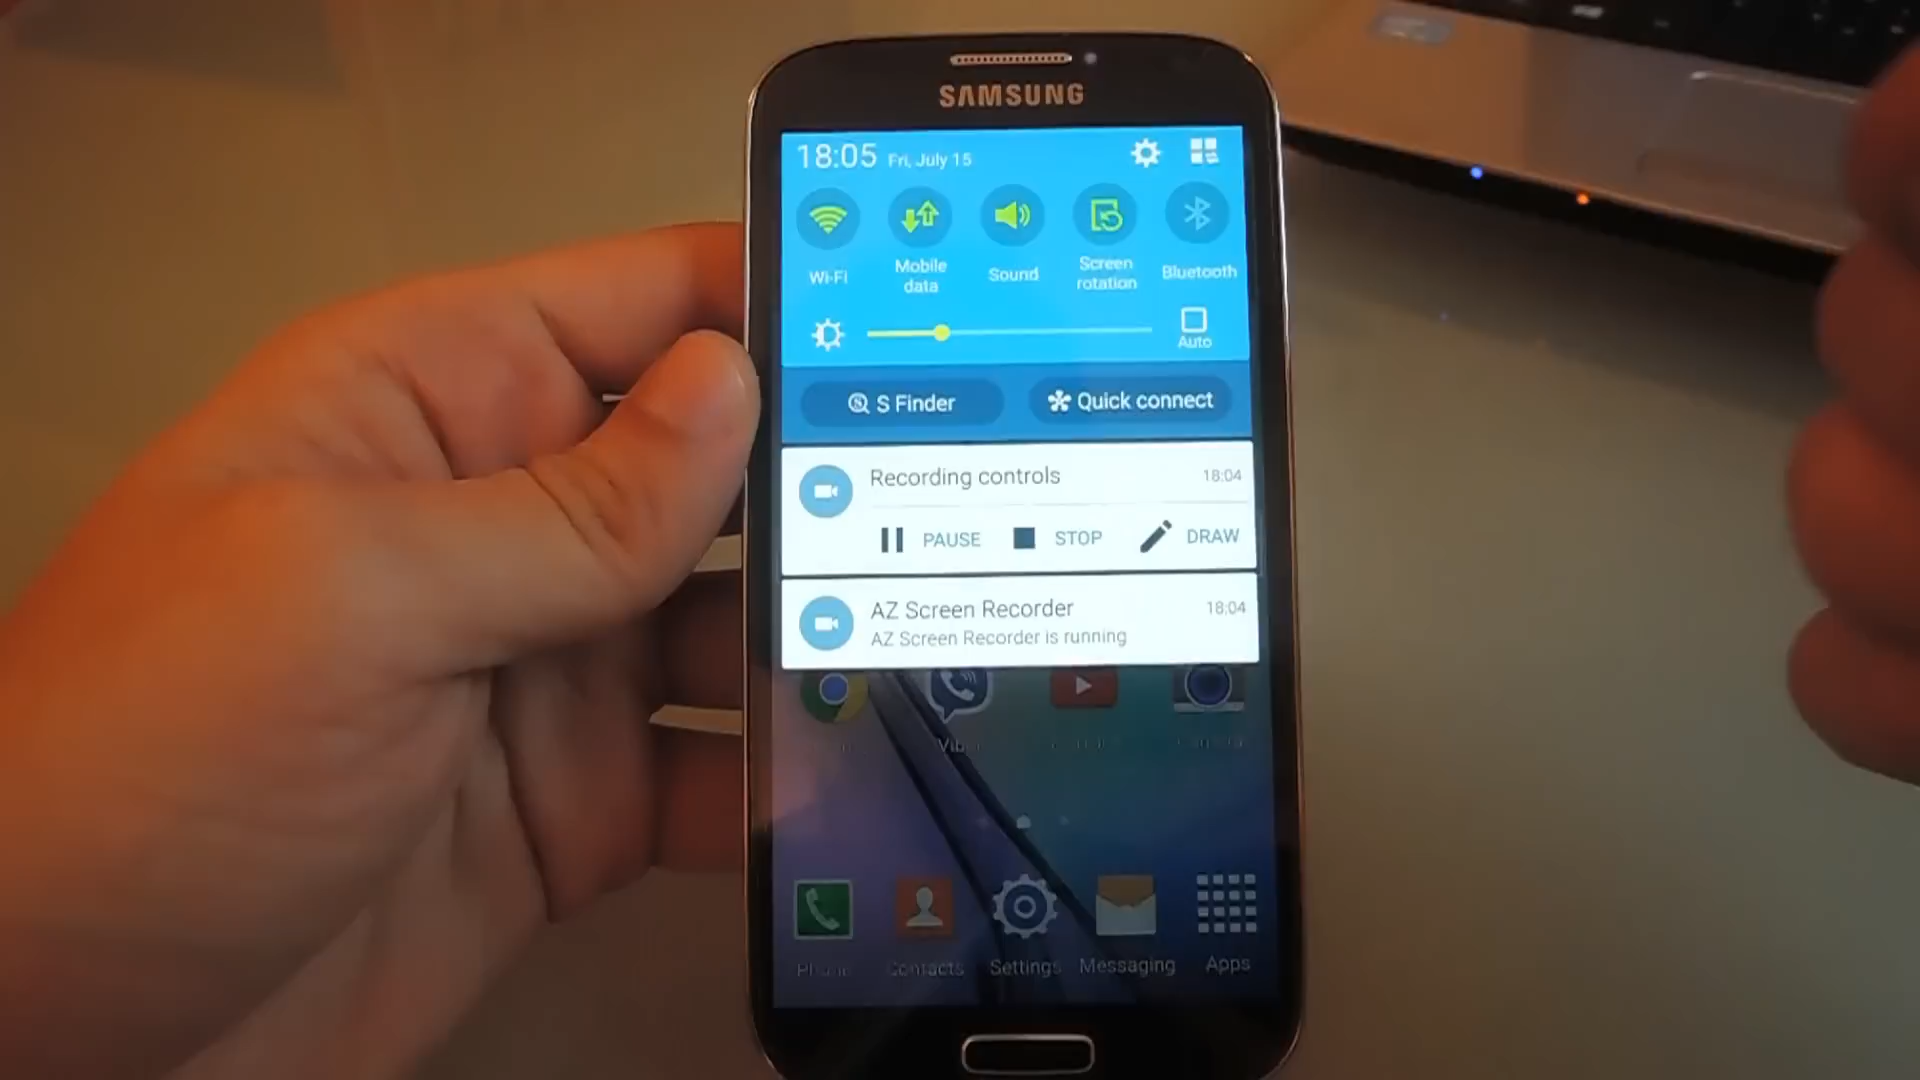 SAMSUNG
18:05 Fri, July 15
Wi-Fi
Mobile data
Sound
Screen rotation
Bluetooth
Auto
S Finder
Quick connect
Recording controls 18:04
PAUSE STOP DRAW
AZ Screen Recorder 18:04
AZ Screen Recorder is running
Contacts Settings Messaging Apps